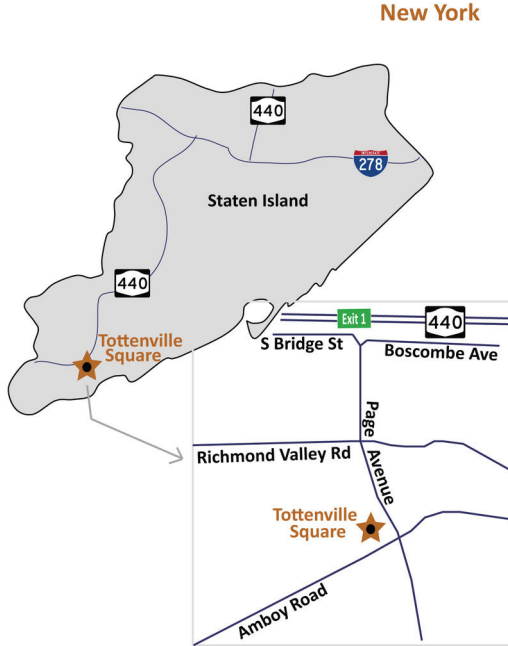 New York
440
INTERSTATE
278
Staten Island
440
Tottenville
Square
Exit 1
440
S Bridge St
Boscombe Ave
Page Avenue
Richmond Valley Rd
Tottenville
Square
Amboy Road